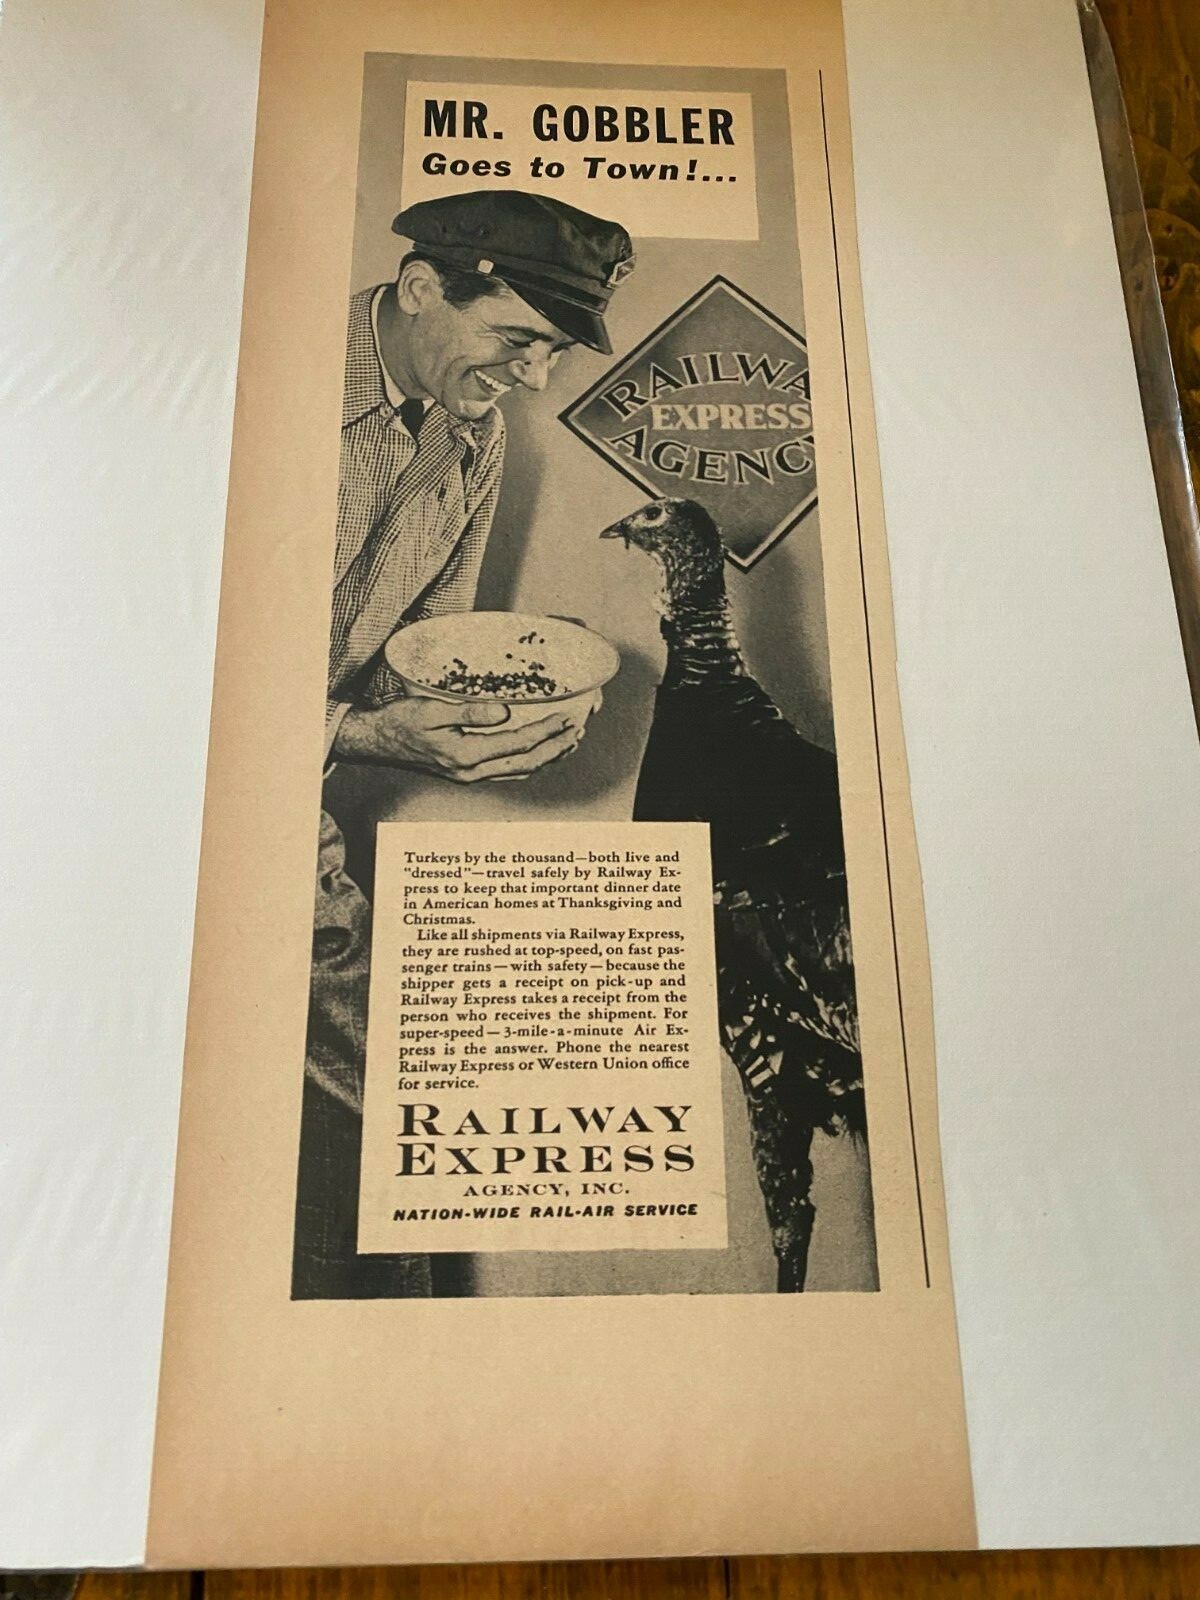 MR. GOBBLER
Goes to Town!...
RAILWA
EXPRESS
AGENC
Turkeys by the thousand—both live and
"dressed"—travel safely by Railway Ex-
press to keep that important dinner date
in American homes at Thanksgiving and
Christmas.
Like all shipments via Railway Express,
they are rushed at top-speed, on fast pas-
senger trains—with safety—because the
shipper gets a receipt on pick-up and
Railway Express takes a receipt from the
person who receives the shipment. For
super-speed—3-mile-a-minute Air Ex-
press is the answer. Phone the nearest
Railway Express or Western Union office
for service.
RAILWAY
EXPRESS
AGENCY, INC.
NATION-WIDE RAIL-AIR SERVICE